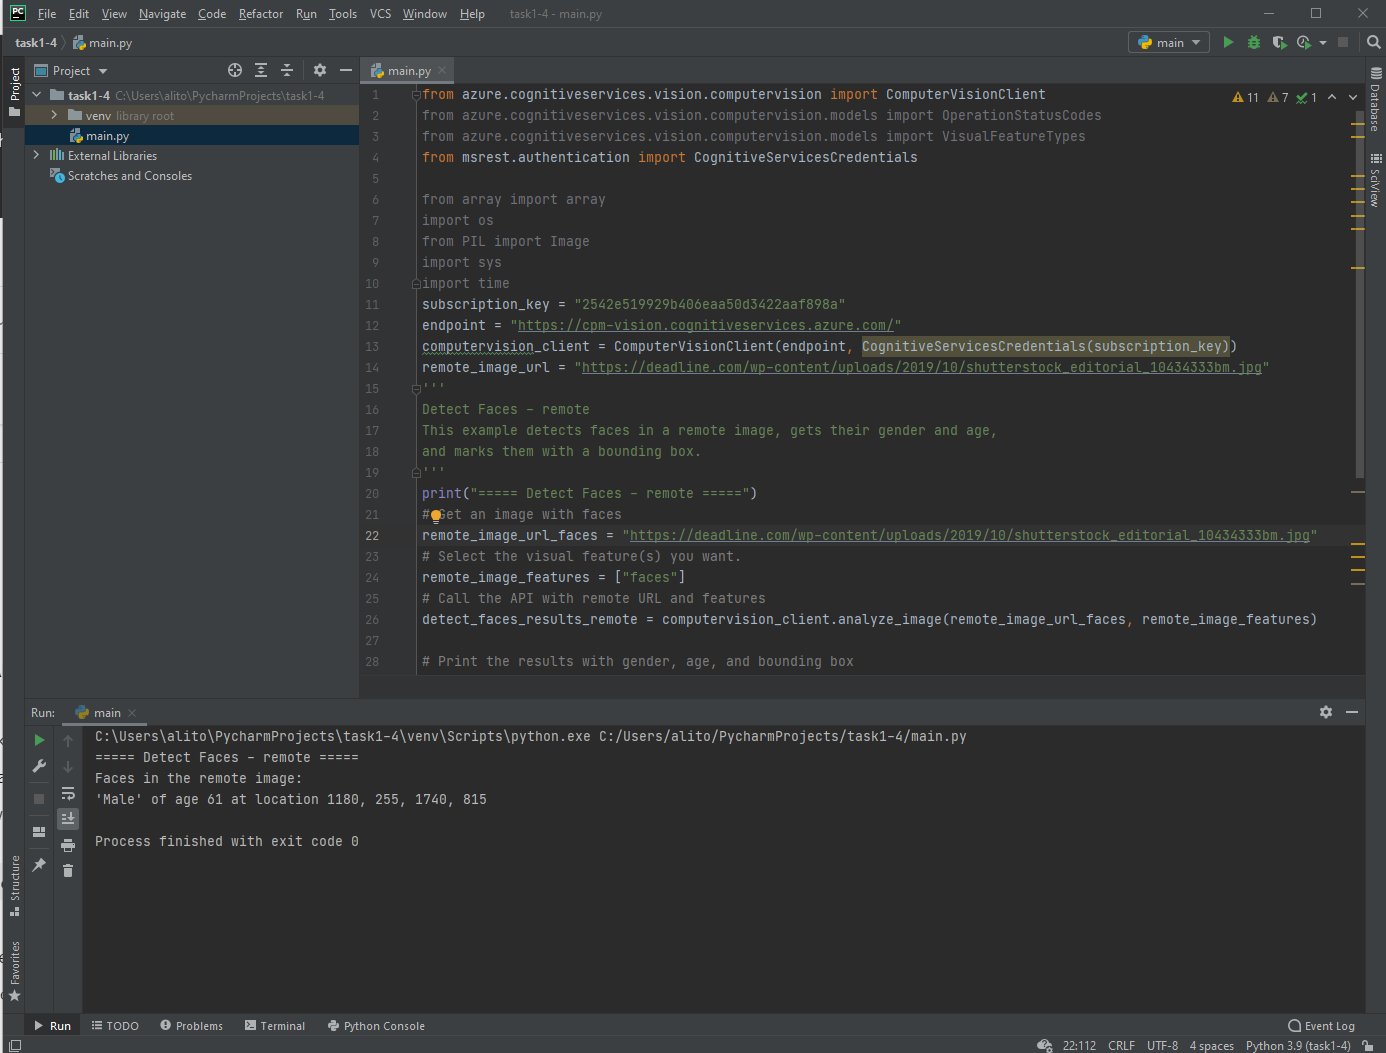 PC File Edit View Navigate Code Refactor Run Tools VCS Window Help task1-4 - main.py
task1-4 main.py main
Project Project main.py
task1-4 C:\Users\alito\PycharmProjects\task1-4
venv library root
main.py
External Libraries
Scratches and Consoles
11 7 1
1 from azure.cognitiveservices.vision.computervision import ComputerVisionClient
2 from azure.cognitiveservices.vision.computervision.models import OperationStatusCodes
3 from azure.cognitiveservices.vision.computervision.models import VisualFeatureTypes
4 from msrest.authentication import CognitiveServicesCredentials
5
6 from array import array
7 import os
8 from PIL import Image
9 import sys
10 import time
11 subscription_key = "2542e519929b406eaa50d3422aaf898a"
12 endpoint = "https://cpm-vision.cognitiveservices.azure.com/"
13 computervision_client = ComputerVisionClient(endpoint, CognitiveServicesCredentials(subscription_key))
14 remote_image_url = "https://deadline.com/wp-content/uploads/2019/10/shutterstock_editorial_10434333bm.jpg"
15 '''
16 Detect Faces - remote
17 This example detects faces in a remote image, gets their gender and age,
18 and marks them with a bounding box.
19 '''
20 print("===== Detect Faces - remote =====")
21 # Get an image with faces
22 remote_image_url_faces = "https://deadline.com/wp-content/uploads/2019/10/shutterstock_editorial_10434333bm.jpg"
23 # Select the visual feature(s) you want.
24 remote_image_features = ["faces"]
25 # Call the API with remote URL and features
26 detect_faces_results_remote = computervision_client.analyze_image(remote_image_url_faces, remote_image_features)
27
28 # Print the results with gender, age, and bounding box
Database
SciView
Run: main
C:\Users\alito\PycharmProjects\task1-4\venv\Scripts\python.exe C:/Users/alito/PycharmProjects/task1-4/main.py
===== Detect Faces - remote =====
Faces in the remote image:
'Male' of age 61 at location 1180, 255, 1740, 815
Process finished with exit code 0
Structure
Favorites
Run TODO Problems Terminal Python Console Event Log
22:112 CRLF UTF-8 4 spaces Python 3.9 (task1-4)